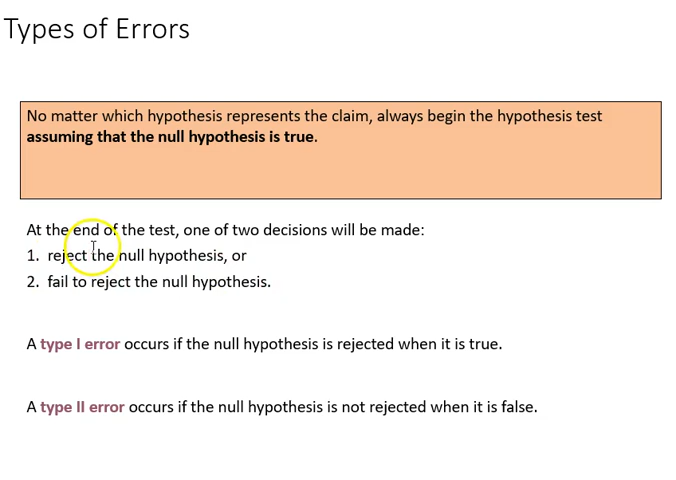 Types of Errors
No matter which hypothesis represents the claim, always begin the hypothesis test
assuming that the null hypothesis is true.
At the end of the test, one of two decisions will be made:
1. reject the null hypothesis, or
2. fail to reject the null hypothesis.
A type I error occurs if the null hypothesis is rejected when it is true.
A type II error occurs if the null hypothesis is not rejected when it is false.